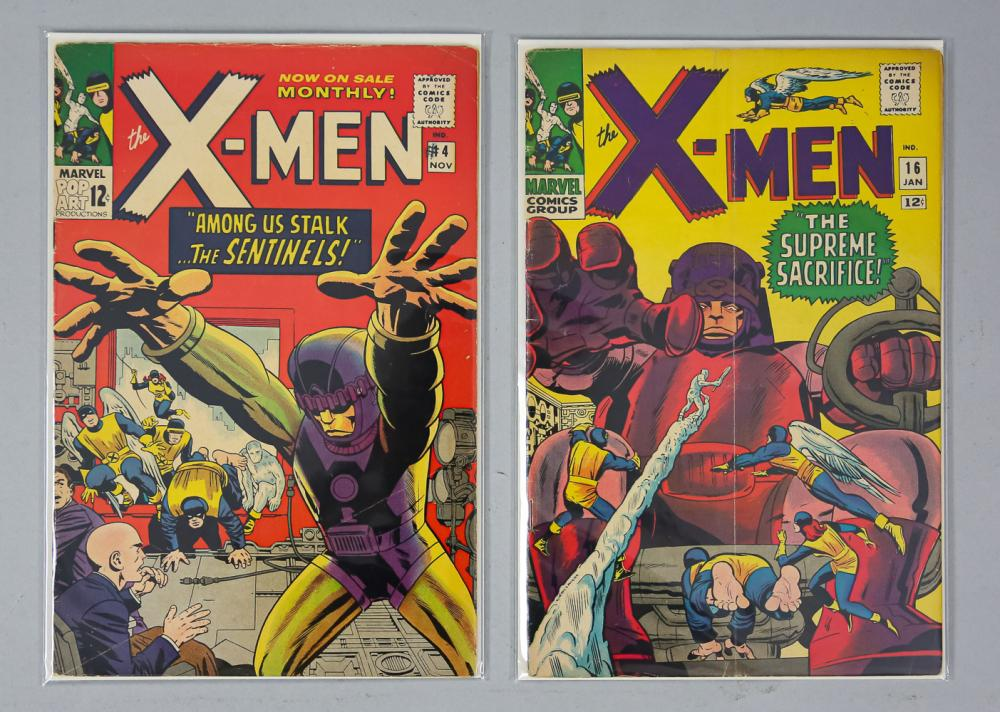 NOW ON SALE
MONTHLY!
APPROVED
BY THE
COMICS
CODE
CCA
AUTHORITY
the
X-MEN
IND.
#4
NOV
MARVEL
POP
ART
12¢
PRODUCTIONS
"AMONG US STALK
...THE SENTINELS!"
APPROVED
BY THE
COMICS
CODE
CCA
AUTHORITY
the
X-MEN
IND.
16
JAN
12¢
MARVEL
COMICS
GROUP
"THE
SUPREME
SACRIFICE!"